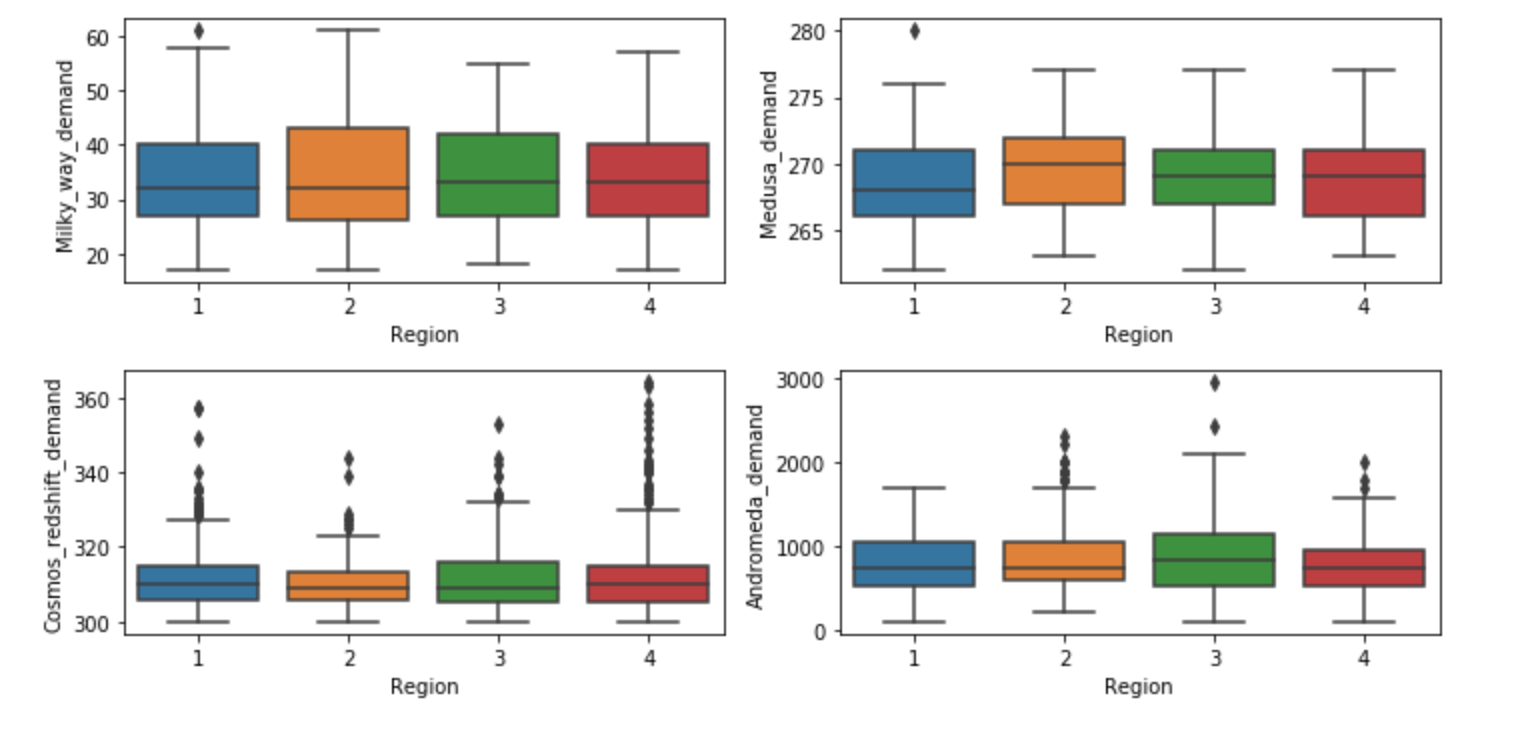 Milky_way_demand
60
50
40
30
20
1 2 3 4
Region
Medusa_demand
280
275
270
265
1 2 3 4
Region
Cosmos_redshift_demand
360
340
320
300
1 2 3 4
Region
Andromeda_demand
3000
2000
1000
0
1 2 3 4
Region